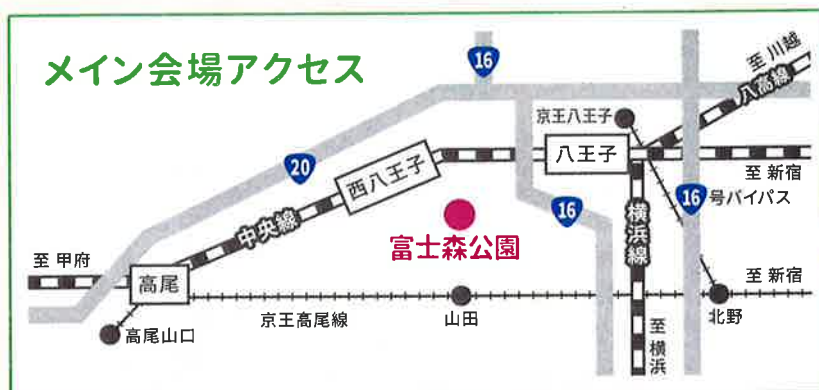 メイン会場アクセス
16
至 川越
八高線
京王八王子
20
西八王子
八王子
至 新宿
16
16
号バイパス
中央線
富士森公園
横浜線
至 甲府
高尾
至 新宿
高尾山口
京王高尾線
山田
北野
至 横浜